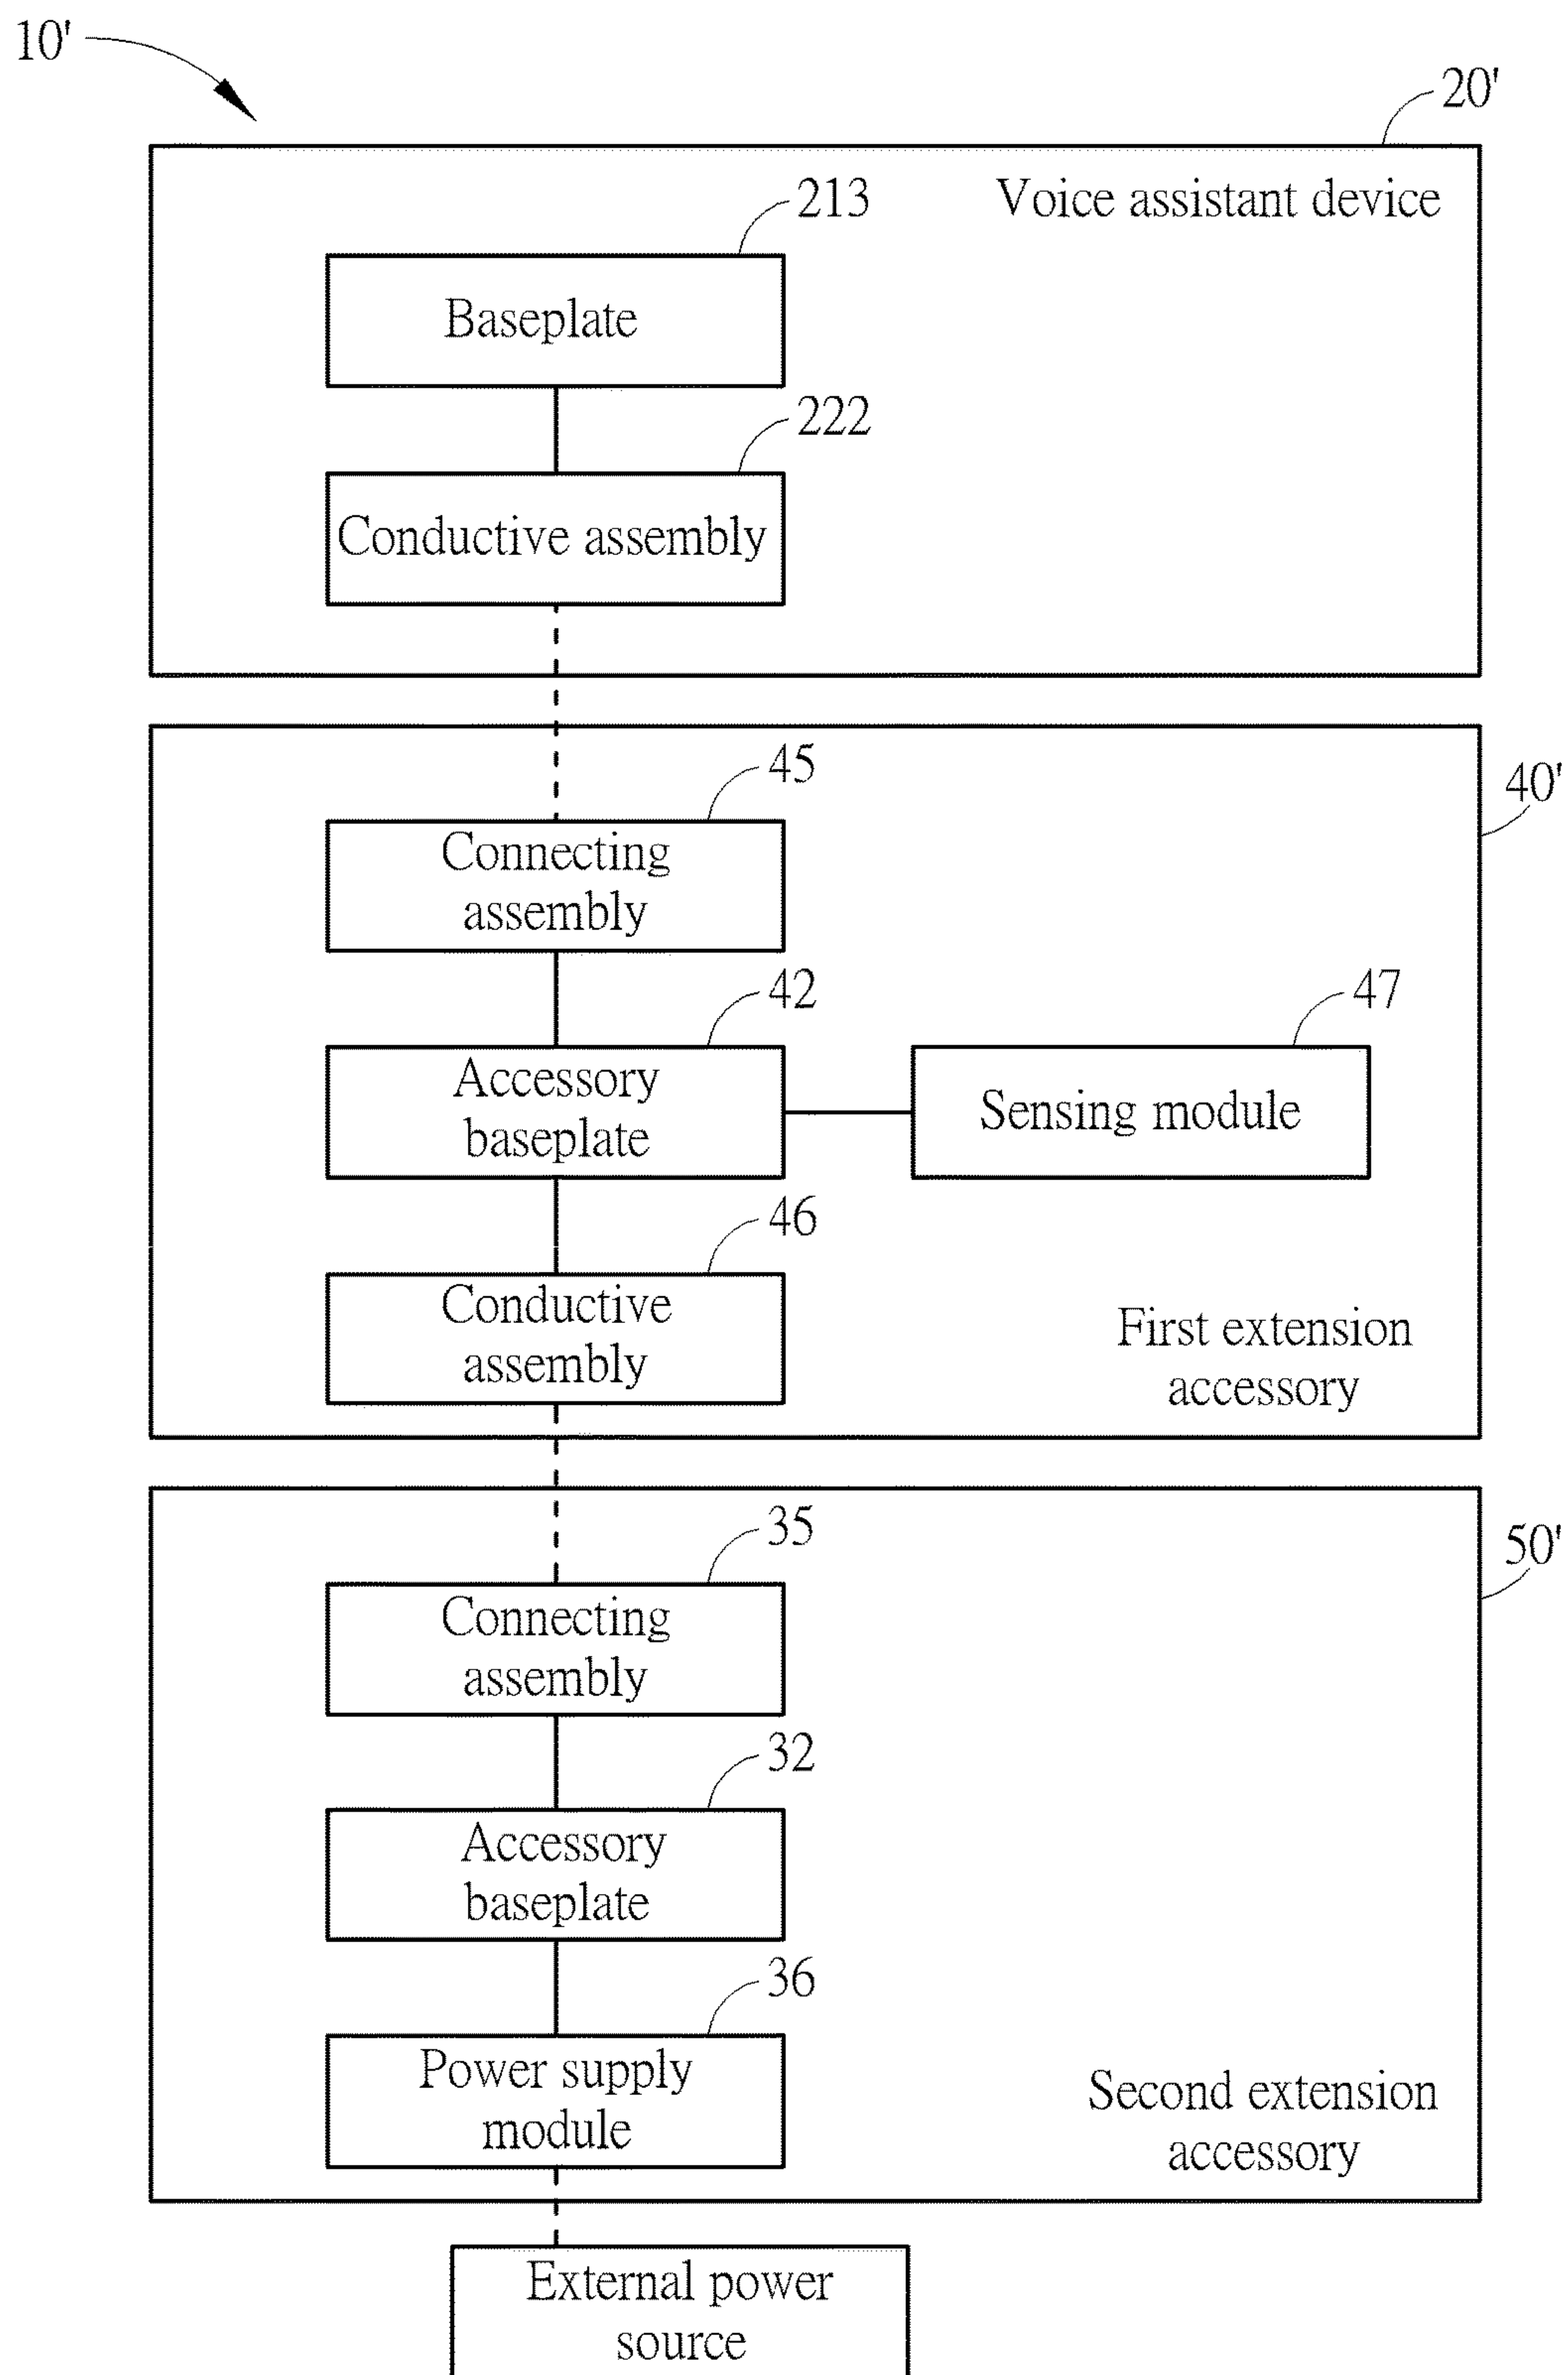 10'
20'
Voice assistant device
213
Baseplate
222
Conductive assembly
45
40'
Connecting
assembly
42
47
Accessory
baseplate
Sensing module
46
Conductive
assembly
First extension
accessory
35
50'
Connecting
assembly
32
Accessory
baseplate
36
Power supply
module
Second extension
accessory
External power
source